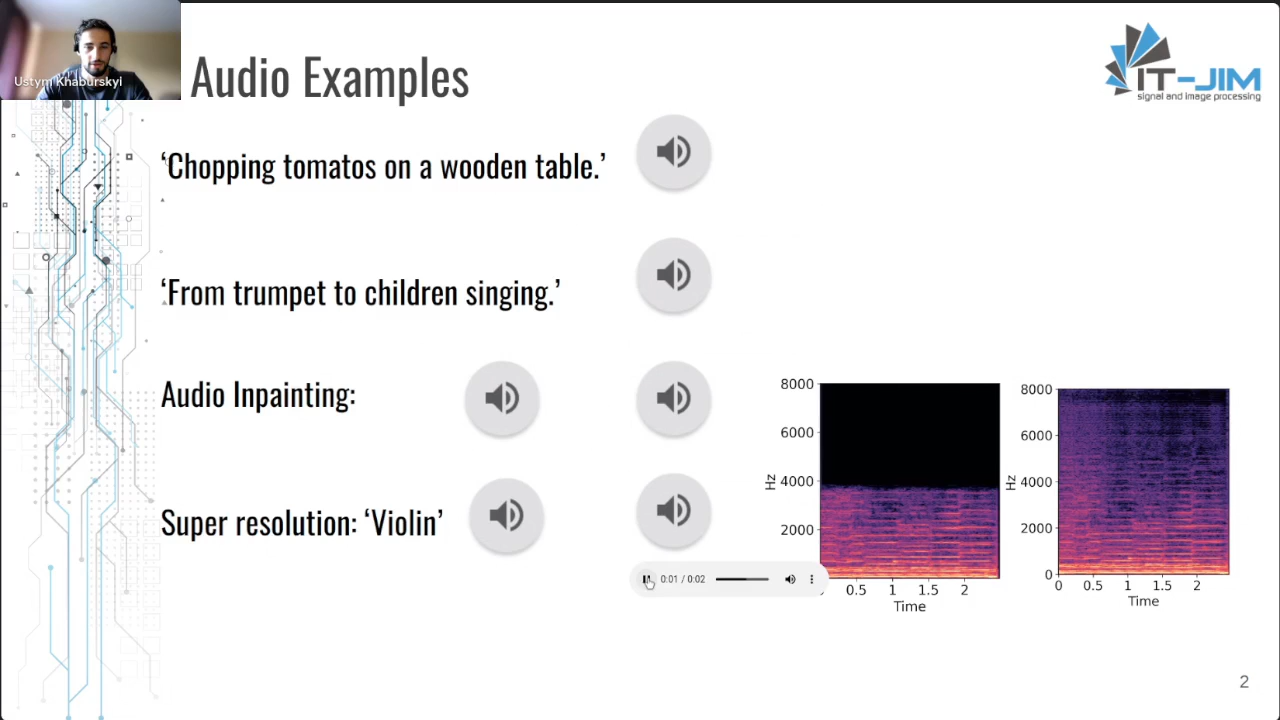 Ustym Khaburskyi
Audio Examples
IT-JIM
signal and image processing
‘Chopping tomatos on a wooden table.’
‘From trumpet to children singing.’
Audio Inpainting:
Super resolution: ‘Violin’
0:01 / 0:02
8000
6000
4000
2000
Hz
0.5 1 1.5 2
Time
8000
6000
4000
2000
0
Hz
0 0.5 1 1.5 2
Time
2